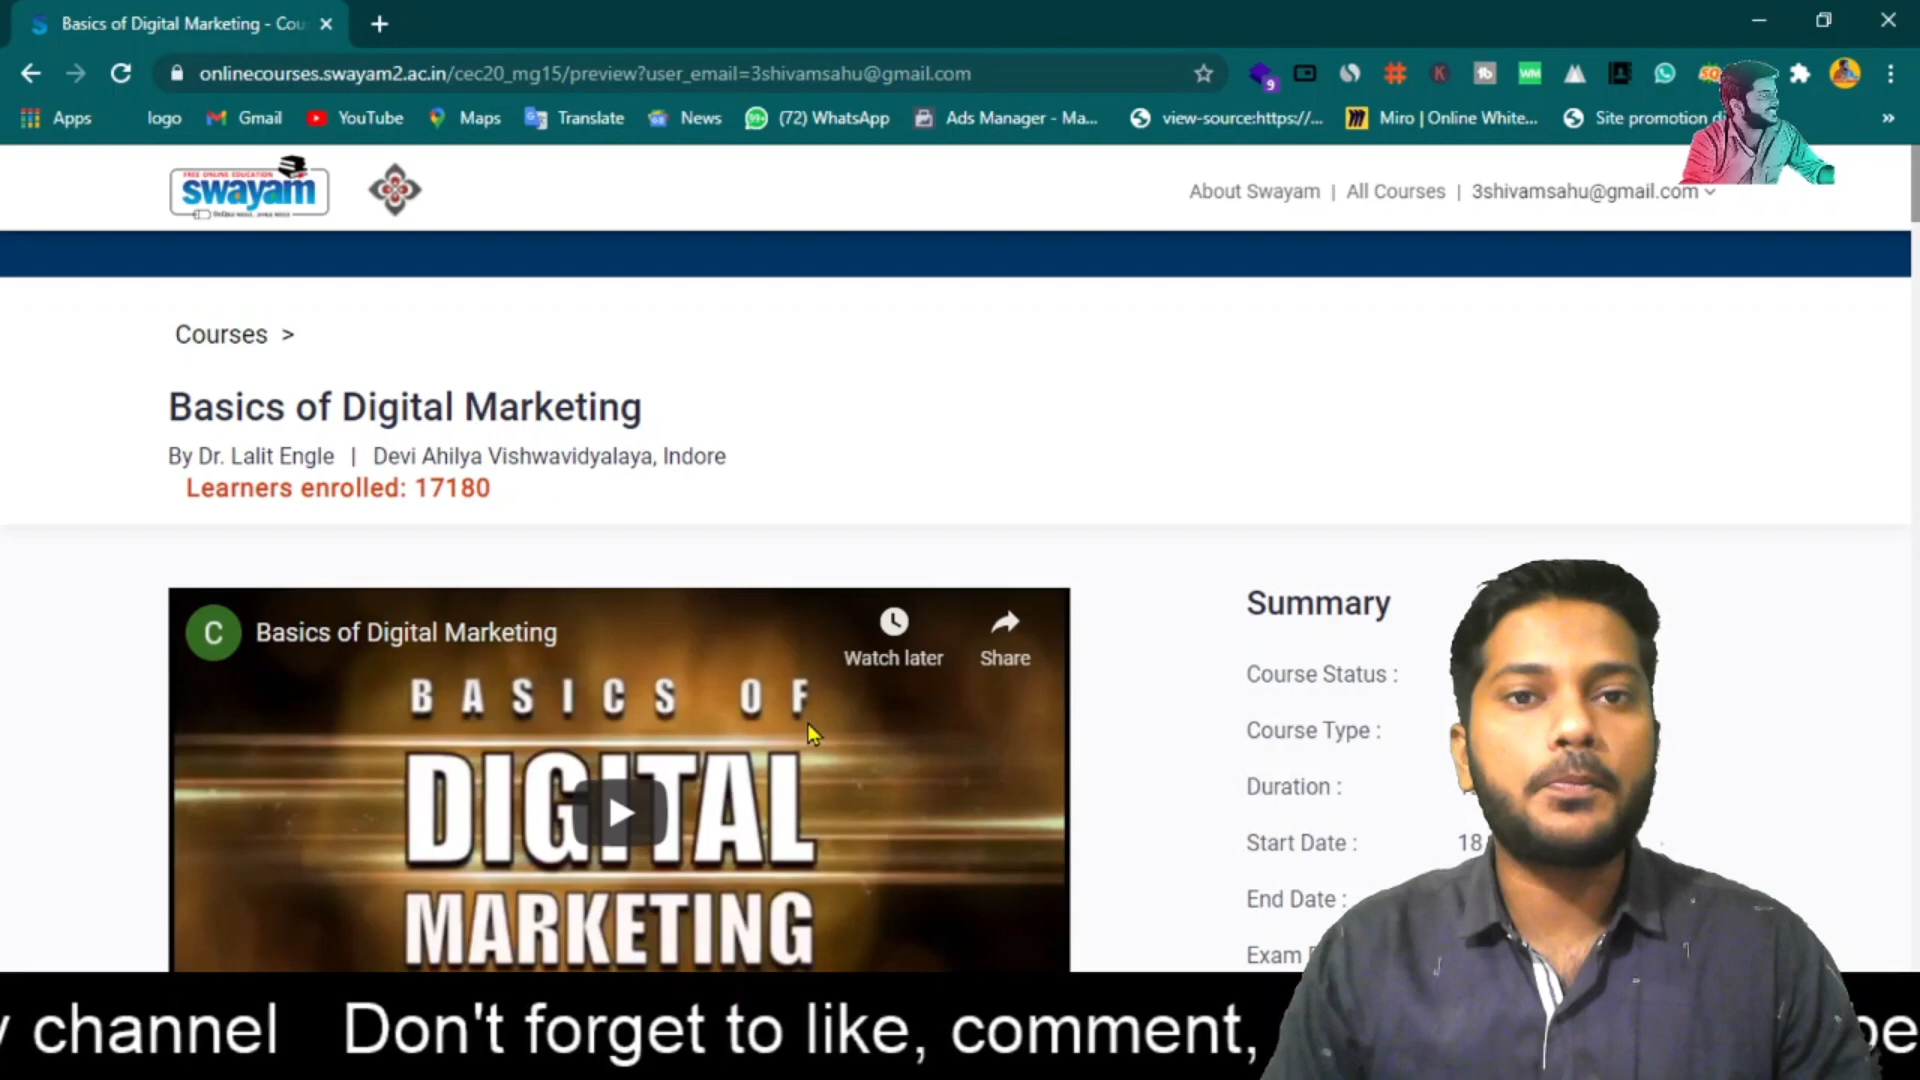 Basics of Digital Marketing - Cou
onlinecourses.swayam2.ac.in/cec20_mg15/preview?user_email=3shivamsahu@gmail.com
9
Apps
logo
Gmail
YouTube
Maps
Translate
News
(72) WhatsApp
Ads Manager - Ma...
view-source:https://...
Miro | Online White...
Site promotion
FREE ONLINE EDUCATION
swayam
About Swayam | All Courses | 3shivamsahu@gmail.com
Courses >
Basics of Digital Marketing
By Dr. Lalit Engle | Devi Ahilya Vishwavidyalaya, Indore
Learners enrolled: 17180
C Basics of Digital Marketing
Watch later
Share
BASICS OF
DIGITAL
MARKETING
Summary
Course Status :
Course Type :
Duration :
Start Date : 18
End Date :
Exam
channel Don't forget to like, comment,